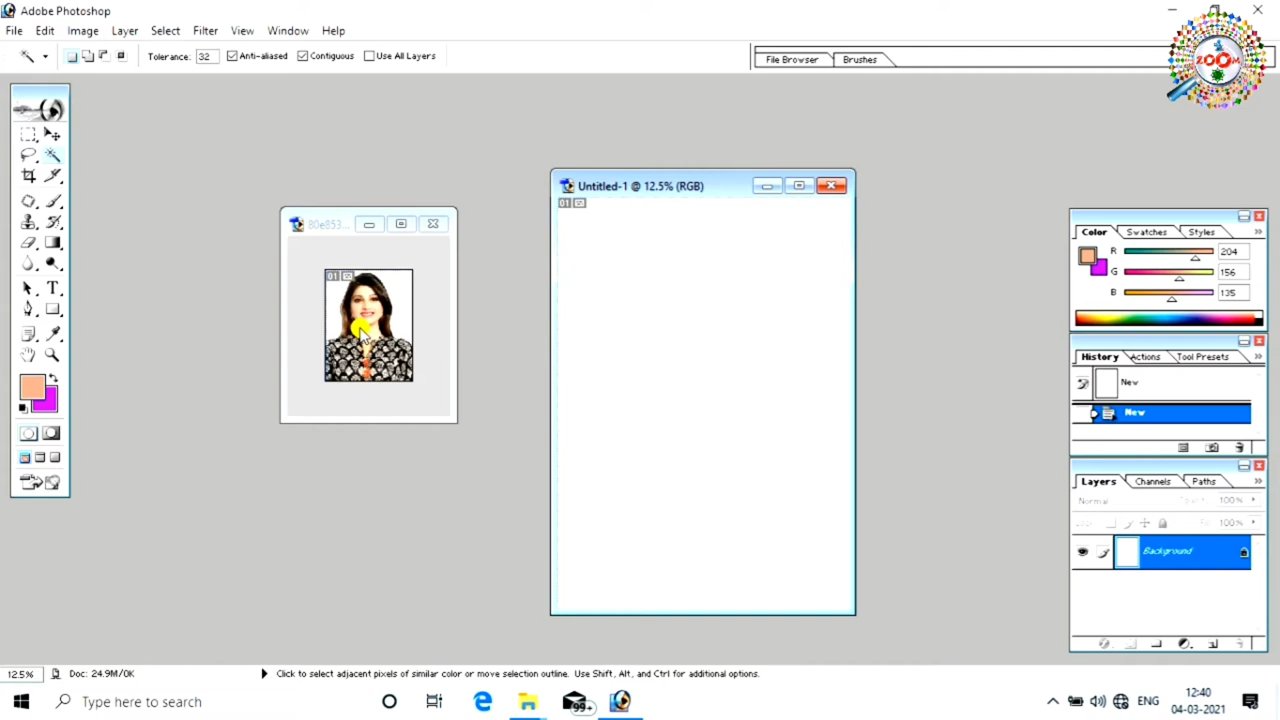 Adobe Photoshop
File Edit Image Layer Select Filter View Window Help
Tolerance: 32 Anti-aliased Contiguous Use All Layers
File Browser Brushes
ZOOM
Untitled-1 @ 12.5% (RGB)
01
80e853...
01
Color Swatches Styles
R 204
G 156
B 135
History Actions Tool Presets
New
New
Layers Channels Paths
Normal 100%
100%
Background
12.5% Doc: 24.9M/0K Click to select adjacent pixels of similar color or move selection outline. Use Shift, Alt, and Ctrl for additional options.
Type here to search
99+
ENG
12:40
04-03-2021